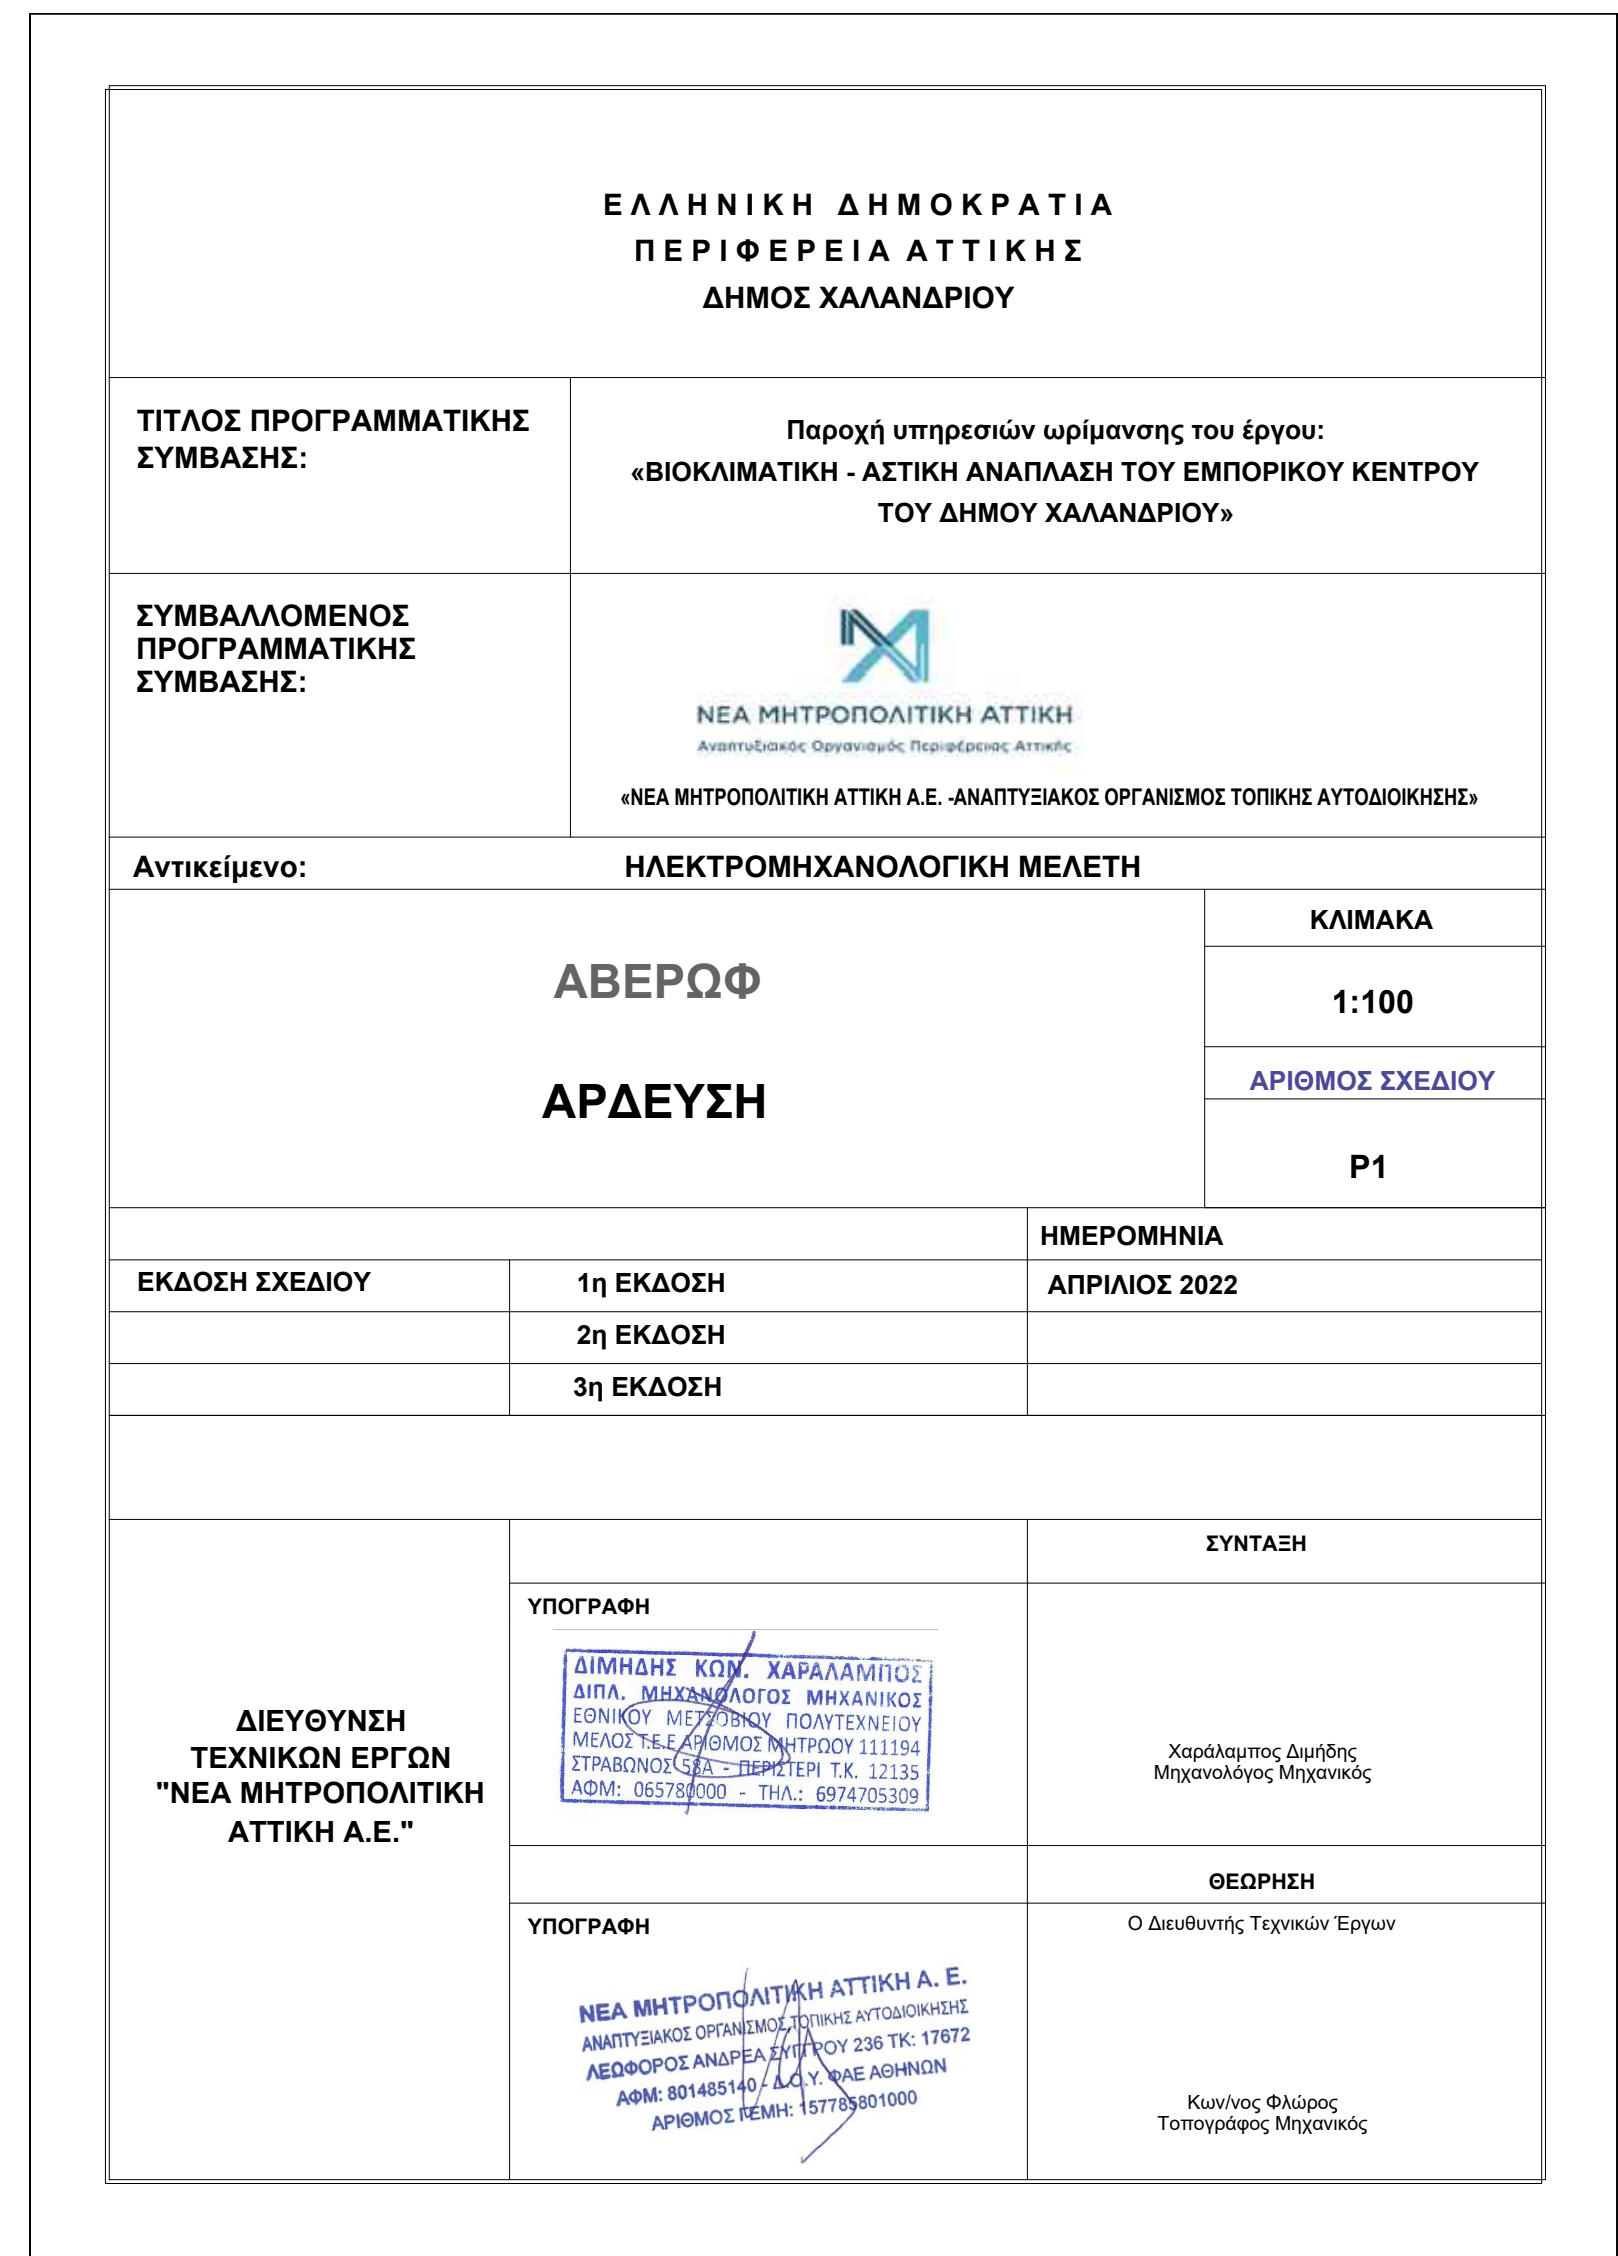 Ε Λ Λ Η Ν Ι Κ Η   Δ Η Μ Ο Κ Ρ Α Τ Ι Α
Π Ε Ρ Ι Φ Ε Ρ Ε Ι Α  Α Τ Τ Ι Κ Η Σ
ΔΗΜΟΣ ΧΑΛΑΝΔΡΙΟΥ
ΤΙΤΛΟΣ ΠΡΟΓΡΑΜΜΑΤΙΚΗΣ
ΣΥΜΒΑΣΗΣ:
Παροχή υπηρεσιών ωρίμανσης του έργου:
«ΒΙΟΚΛΙΜΑΤΙΚΗ - ΑΣΤΙΚΗ ΑΝΑΠΛΑΣΗ ΤΟΥ ΕΜΠΟΡΙΚΟΥ ΚΕΝΤΡΟΥ
ΤΟΥ ΔΗΜΟΥ ΧΑΛΑΝΔΡΙΟΥ»
ΣΥΜΒΑΛΛΟΜΕΝΟΣ
ΠΡΟΓΡΑΜΜΑΤΙΚΗΣ
ΣΥΜΒΑΣΗΣ:
ΝΕΑ ΜΗΤΡΟΠΟΛΙΤΙΚΗ ΑΤΤΙΚΗ
Αναπτυξιακός Οργανισμός Περιφέρειας Αττικής
«ΝΕΑ ΜΗΤΡΟΠΟΛΙΤΙΚΗ ΑΤΤΙΚΗ Α.Ε. -ΑΝΑΠΤΥΞΙΑΚΟΣ ΟΡΓΑΝΙΣΜΟΣ ΤΟΠΙΚΗΣ ΑΥΤΟΔΙΟΙΚΗΣΗΣ»
Αντικείμενο: ΗΛΕΚΤΡΟΜΗΧΑΝΟΛΟΓΙΚΗ ΜΕΛΕΤΗ
ΑΒΕΡΩΦ
ΑΡΔΕΥΣΗ
ΚΛΙΜΑΚΑ
1:100
ΑΡΙΘΜΟΣ ΣΧΕΔΙΟΥ
Ρ1
ΗΜΕΡΟΜΗΝΙΑ
ΕΚΔΟΣΗ ΣΧΕΔΙΟΥ 1η ΕΚΔΟΣΗ ΑΠΡΙΛΙΟΣ 2022
2η ΕΚΔΟΣΗ
3η ΕΚΔΟΣΗ
ΔΙΕΥΘΥΝΣΗ
ΤΕΧΝΙΚΩΝ ΕΡΓΩΝ
"ΝΕΑ ΜΗΤΡΟΠΟΛΙΤΙΚΗ
ΑΤΤΙΚΗ Α.Ε."
ΣΥΝΤΑΞΗ
ΥΠΟΓΡΑΦΗ
ΔΙΜΗΔΗΣ ΚΩΝ. ΧΑΡΑΛΑΜΠΟΣ
ΔΙΠΛ. ΜΗΧΑΝΟΛΟΓΟΣ ΜΗΧΑΝΙΚΟΣ
ΕΘΝΙΚΟΥ ΜΕΤΣΟΒΙΟΥ ΠΟΛΥΤΕΧΝΕΙΟΥ
ΜΕΛΟΣ Τ.Ε.Ε ΑΡΙΘΜΟΣ ΜΗΤΡΩΟΥ 111194
ΣΤΡΑΒΩΝΟΣ 58Α - ΠΕΡΙΣΤΕΡΙ Τ.Κ. 12135
ΑΦΜ: 065780000 - ΤΗΛ.: 6974705309
Χαράλαμπος Διμήδης
Μηχανολόγος Μηχανικός
ΘΕΩΡΗΣΗ
ΥΠΟΓΡΑΦΗ
Ο Διευθυντής Τεχνικών Έργων
ΝΕΑ ΜΗΤΡΟΠΟΛΙΤΙΚΗ ΑΤΤΙΚΗ Α. Ε.
ΑΝΑΠΤΥΞΙΑΚΟΣ ΟΡΓΑΝΙΣΜΟΣ ΤΟΠΙΚΗΣ ΑΥΤΟΔΙΟΙΚΗΣΗΣ
ΛΕΩΦΟΡΟΣ ΑΝΔΡΕΑ ΣΥΓΓΡΟΥ 236 ΤΚ: 17672
ΑΦΜ: 801485140 - Δ.Ο.Υ. ΦΑΕ ΑΘΗΝΩΝ
ΑΡΙΘΜΟΣ ΓΕΜΗ: 157785801000
Κων/νος Φλώρος
Τοπογράφος Μηχανικός